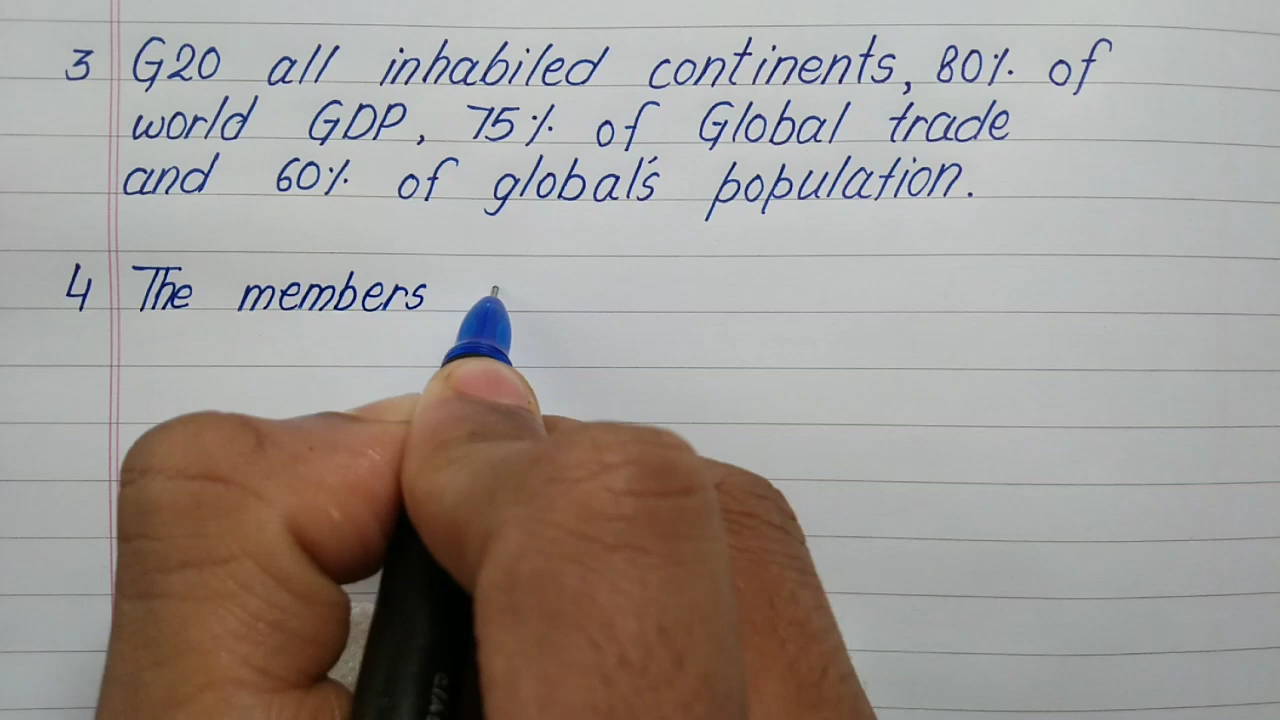 3 G20 all inhabiled continents, 80% of
world GDP, 75% of Global trade
and 60% of global's population.
4 The members